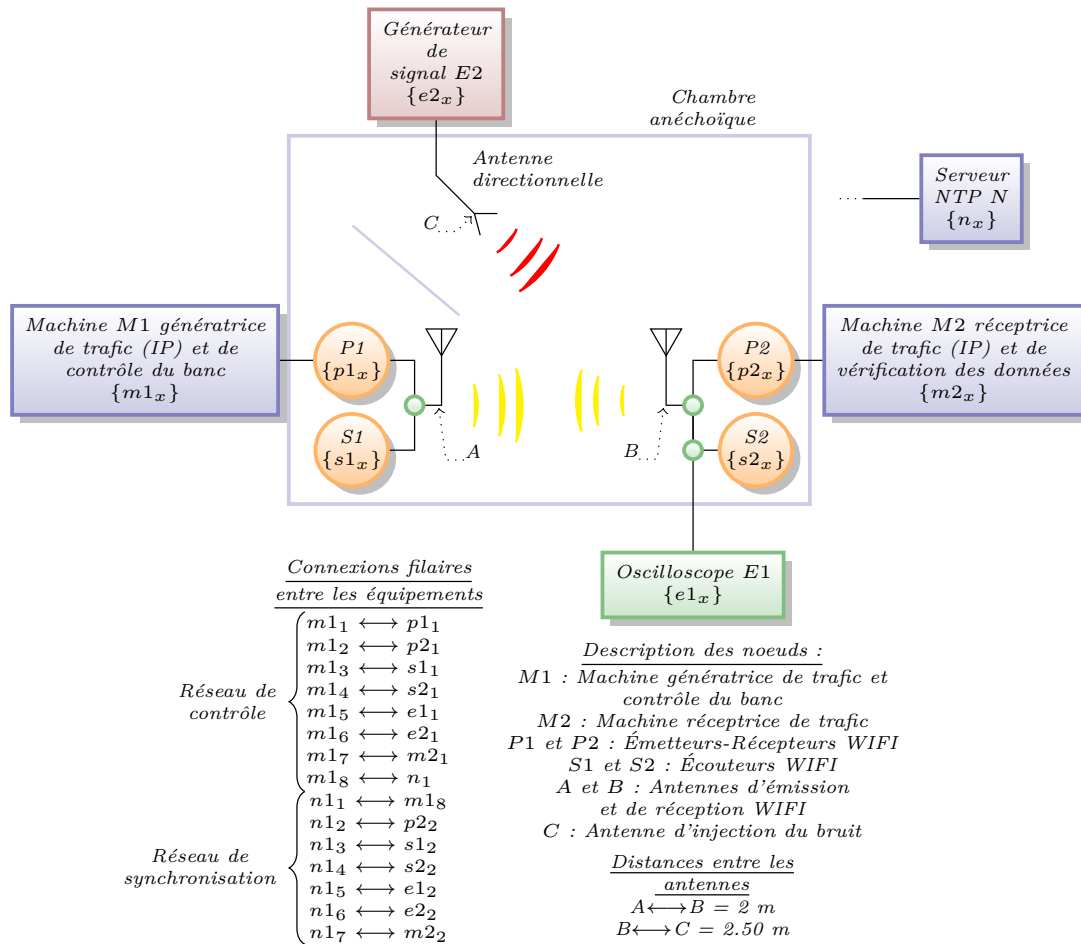 Générateur
de
signal E2
{e2ₓ}
Chambre
anéchoïque
Antenne
directionnelle
C
Serveur
NTP N
{nₓ}
Machine M1 génératrice
de trafic (IP) et de
contrôle du banc
{m1ₓ}
P1
{p1ₓ}
S1
{s1ₓ}
A
B
P2
{p2ₓ}
S2
{s2ₓ}
Machine M2 réceptrice
de trafic (IP) et de
vérification des données
{m2ₓ}
Oscilloscope E1
{e1ₓ}
Connexions filaires
entre les équipements
Réseau de
contrôle
m1₁ ⟷ p1₁
m1₂ ⟷ p2₁
m1₃ ⟷ s1₁
m1₄ ⟷ s2₁
m1₅ ⟷ e1₁
m1₆ ⟷ e2₁
m1₇ ⟷ m2₁
m1₈ ⟷ n₁
Réseau de
synchronisation
n1₁ ⟷ m1₈
n1₂ ⟷ p2₂
n1₃ ⟷ s1₂
n1₄ ⟷ s2₂
n1₅ ⟷ e1₂
n1₆ ⟷ e2₂
n1₇ ⟷ m2₂
Description des noeuds :
M1 : Machine génératrice de trafic et
contrôle du banc
M2 : Machine réceptrice de trafic
P1 et P2 : Émetteurs-Récepteurs WIFI
S1 et S2 : Écouteurs WIFI
A et B : Antennes d'émission
et de réception WIFI
C : Antenne d'injection du bruit
Distances entre les
antennes
A⟷B = 2 m
B⟷C = 2.50 m